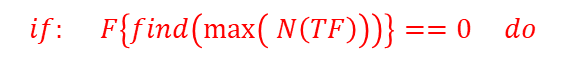 if: F{find(max( N(TF)))} == 0 do